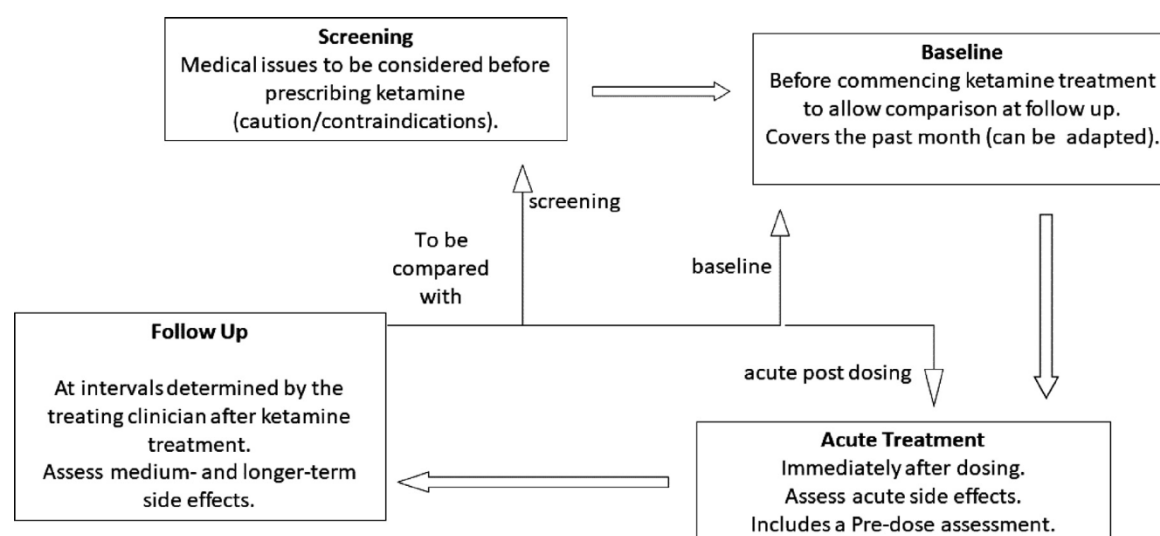 Screening
Medical issues to be considered before
prescribing ketamine
(caution/contraindications).
Baseline
Before commencing ketamine treatment
to allow comparison at follow up.
Covers the past month (can be adapted).
screening
To be
compared
with
baseline
Follow Up
At intervals determined by the
treating clinician after ketamine
treatment.
Assess medium- and longer-term
side effects.
acute post dosing
Acute Treatment
Immediately after dosing.
Assess acute side effects.
Includes a Pre-dose assessment.